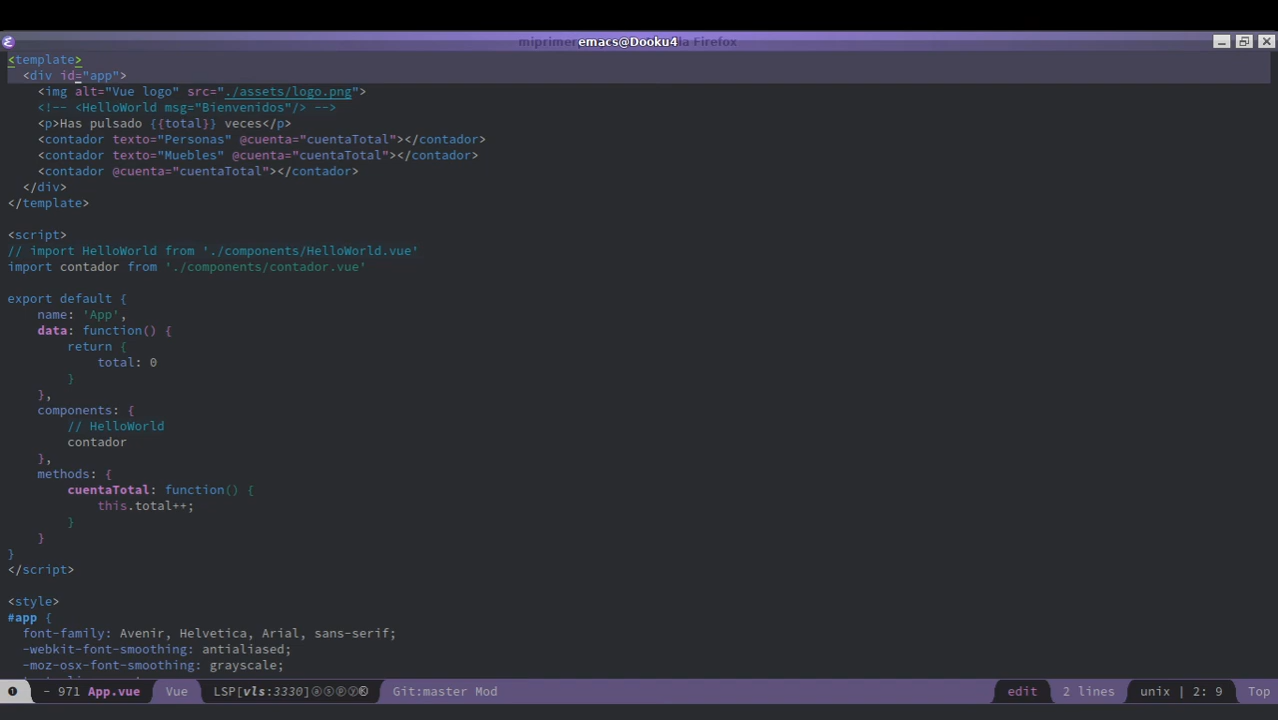 emacs@Dooku4
<template>
  <div id="app">
    <img alt="Vue logo" src="./assets/logo.png">
    <!-- <HelloWorld msg="Bienvenidos"/> -->
    <p>Has pulsado {{total}} veces</p>
    <contador texto="Personas" @cuenta="cuentaTotal"></contador>
    <contador texto="Muebles" @cuenta="cuentaTotal"></contador>
    <contador @cuenta="cuentaTotal"></contador>
  </div>
</template>
<script>
// import HelloWorld from './components/HelloWorld.vue'
import contador from './components/contador.vue'
export default {
    name: 'App',
    data: function() {
        return {
            total: 0
        }
    },
    components: {
        // HelloWorld
        contador
    },
    methods: {
        cuentaTotal: function() {
            this.total++;
        }
    }
}
</script>
<style>
#app {
  font-family: Avenir, Helvetica, Arial, sans-serif;
  -webkit-font-smoothing: antialiased;
  -moz-osx-font-smoothing: grayscale;
- 971 App.vue Vue LSP[vls:3330] Git:master Mod edit 2 lines unix | 2: 9 Top